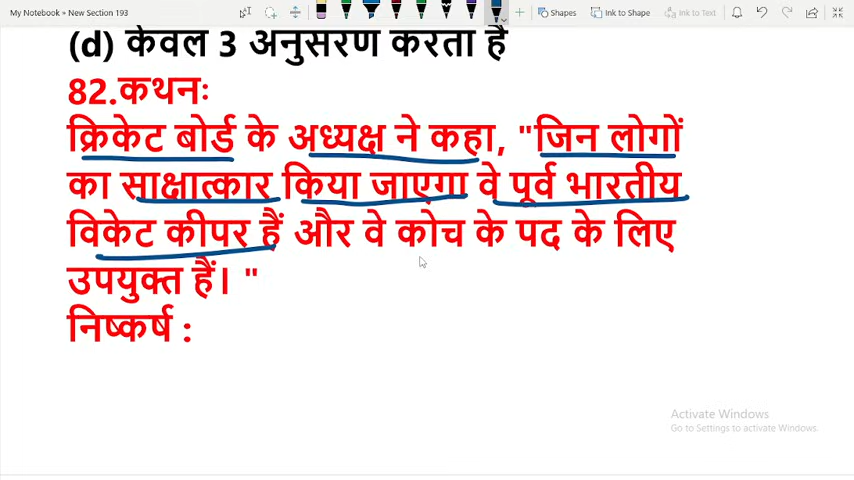 My Notebook » New Section 193
Shapes
Ink to Shape
Ink to Text
(d) केवल 3 अनुसरण करता है
82.कथनः
क्रिकेट बोर्ड के अध्यक्ष ने कहा, "जिन लोगों
का साक्षात्कार किया जाएगा वे पूर्व भारतीय
विकेट कीपर हैं और वे कोच के पद के लिए
उपयुक्त हैं। "
निष्कर्ष :
Activate Windows
Go to Settings to activate Windows.